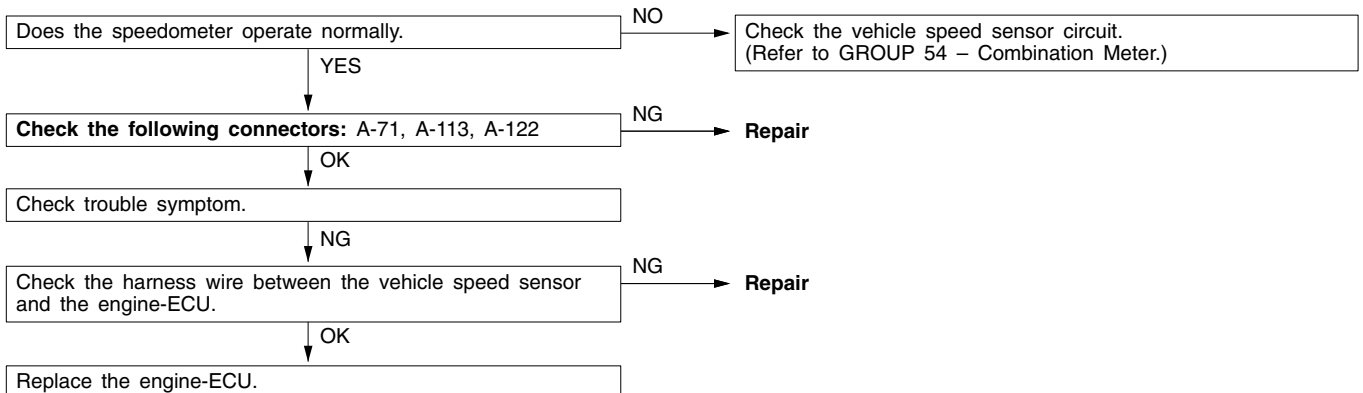 Does the speedometer operate normally.
NO
Check the vehicle speed sensor circuit.
(Refer to GROUP 54 – Combination Meter.)
YES
Check the following connectors: A-71, A-113, A-122
NG
Repair
OK
Check trouble symptom.
NG
Check the harness wire between the vehicle speed sensor
and the engine-ECU.
NG
Repair
OK
Replace the engine-ECU.